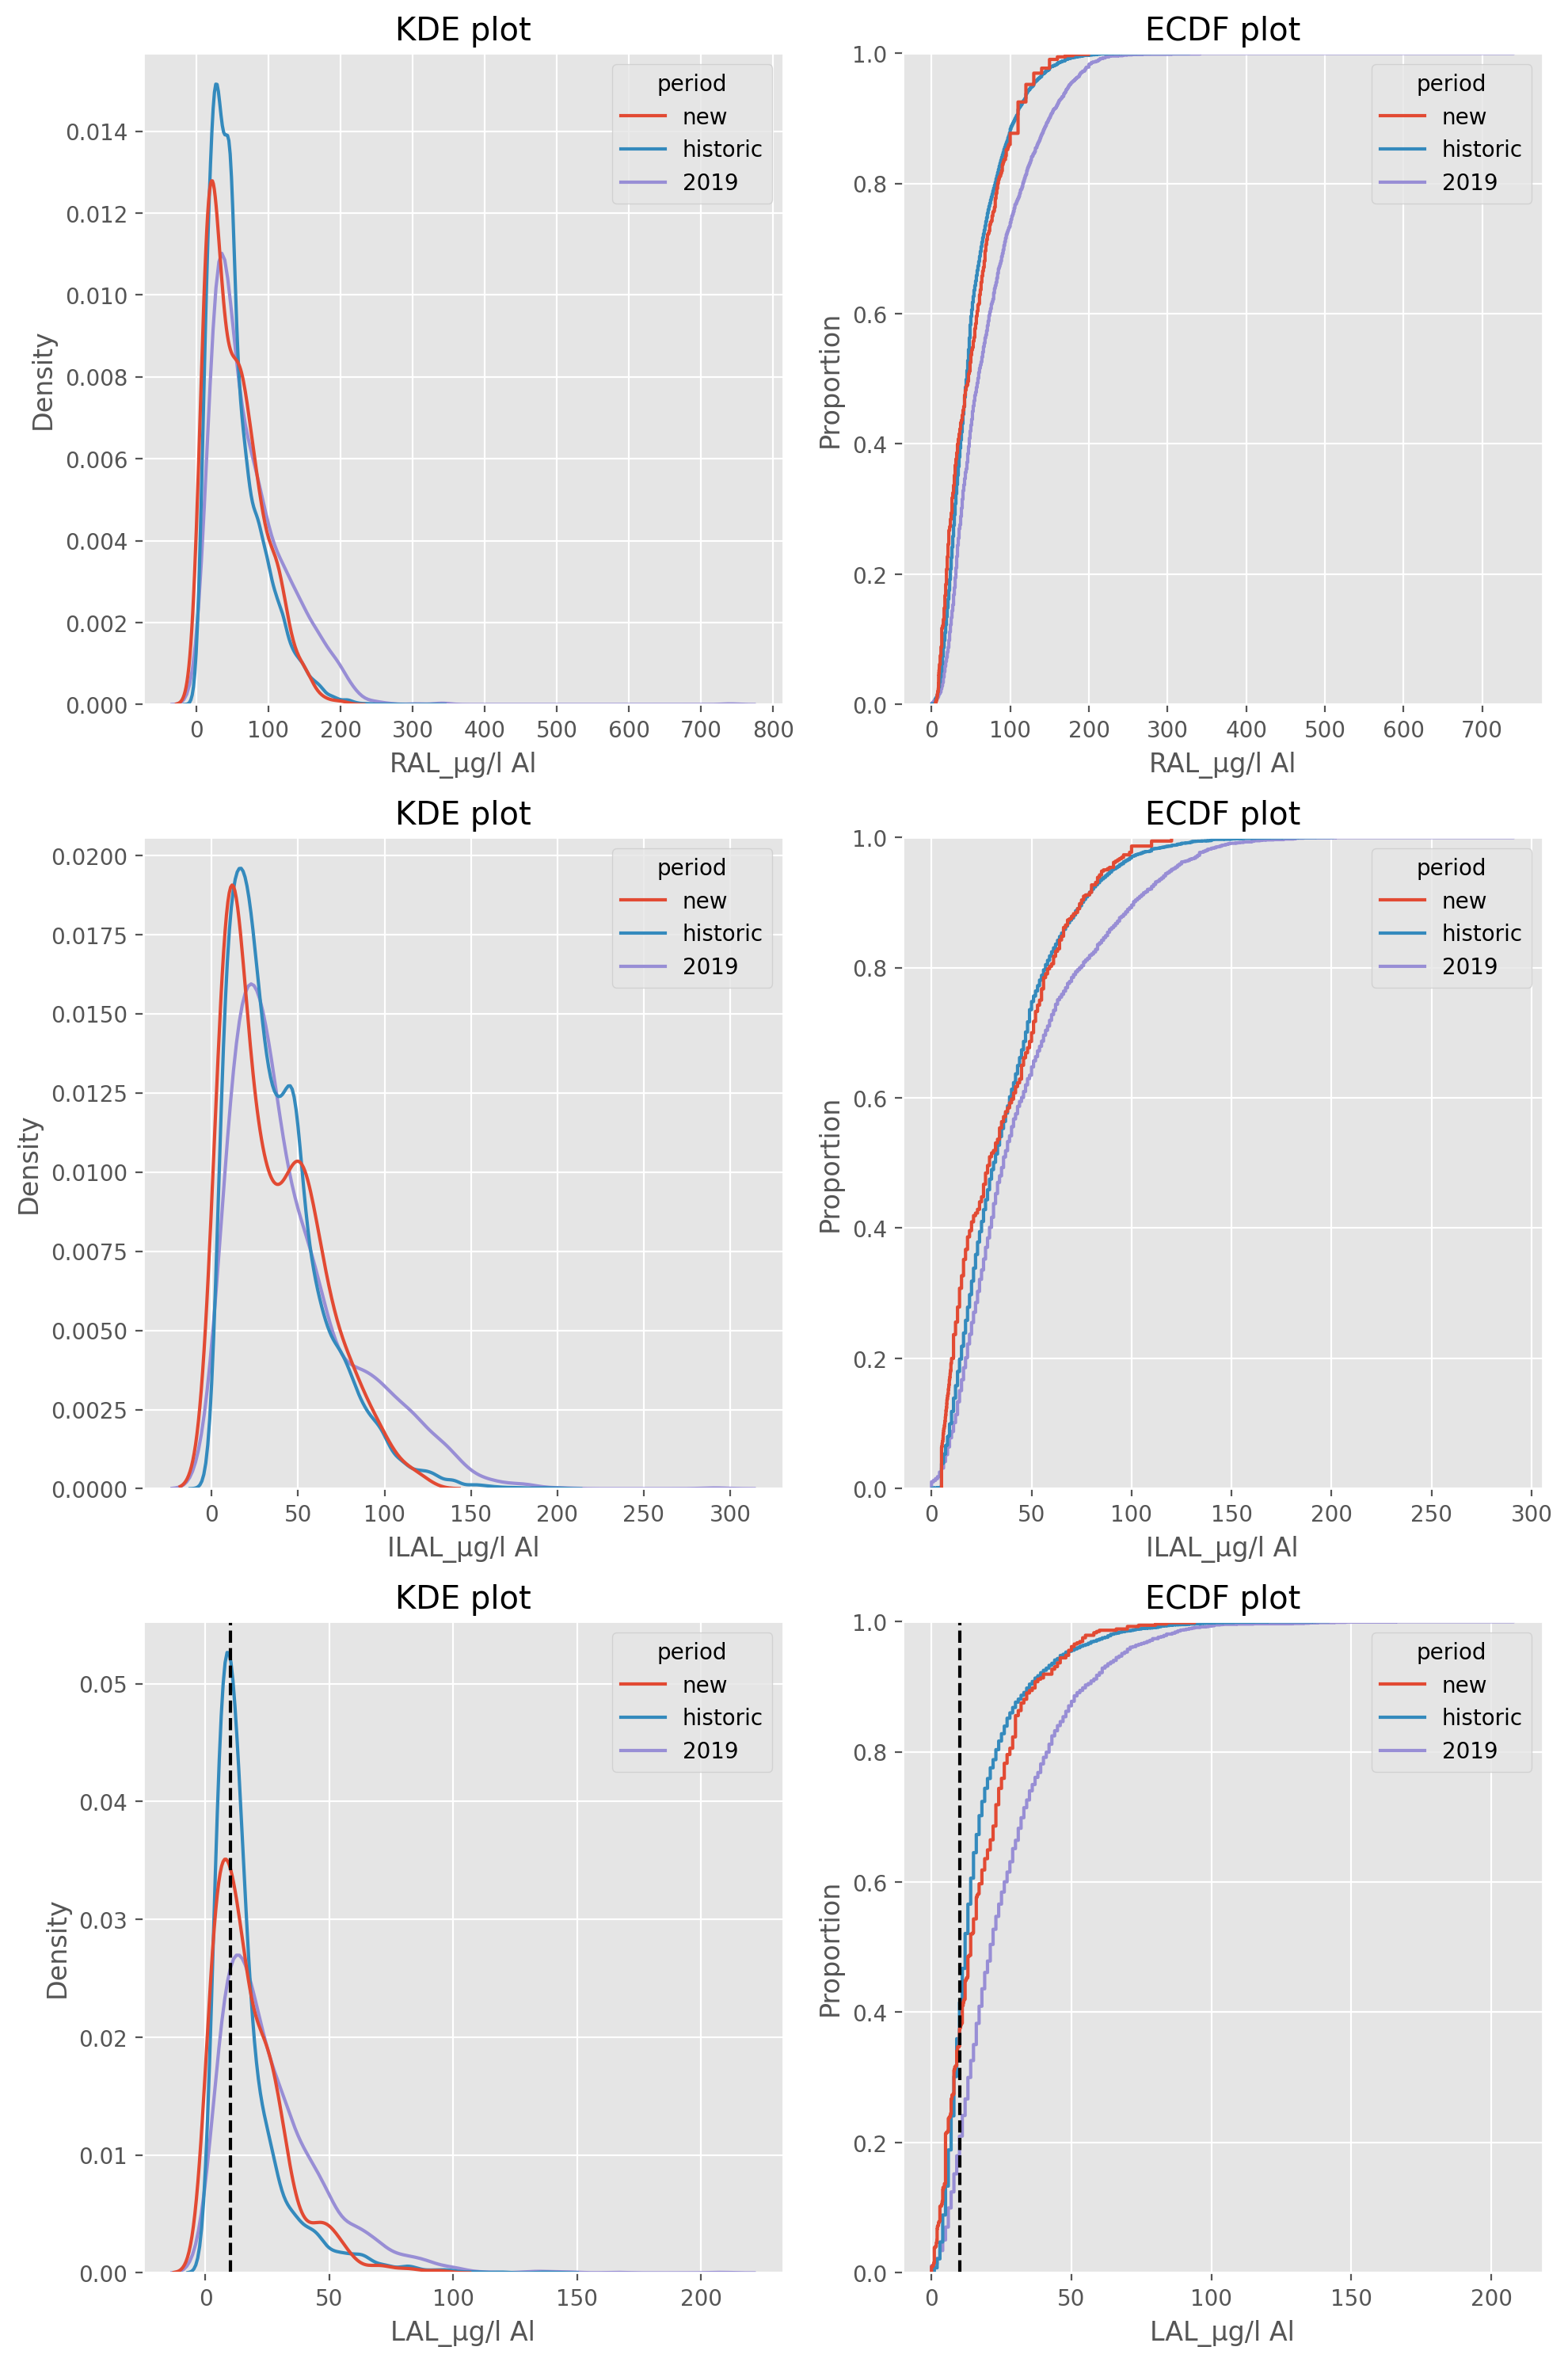 KDE plot
Density
0.000
0.002
0.004
0.006
0.008
0.010
0.012
0.014
0 100 200 300 400 500 600 700 800
RAL_µg/l Al
period
new
historic
2019
ECDF plot
Proportion
0.0
0.2
0.4
0.6
0.8
1.0
0 100 200 300 400 500 600 700
RAL_µg/l Al
period
new
historic
2019
KDE plot
Density
0.0000
0.0025
0.0050
0.0075
0.0100
0.0125
0.0150
0.0175
0.0200
0 50 100 150 200 250 300
ILAL_µg/l Al
period
new
historic
2019
ECDF plot
Proportion
0.0
0.2
0.4
0.6
0.8
1.0
0 50 100 150 200 250 300
ILAL_µg/l Al
period
new
historic
2019
KDE plot
Density
0.00
0.01
0.02
0.03
0.04
0.05
0 50 100 150 200
LAL_µg/l Al
period
new
historic
2019
ECDF plot
Proportion
0.0
0.2
0.4
0.6
0.8
1.0
0 50 100 150 200
LAL_µg/l Al
period
new
historic
2019